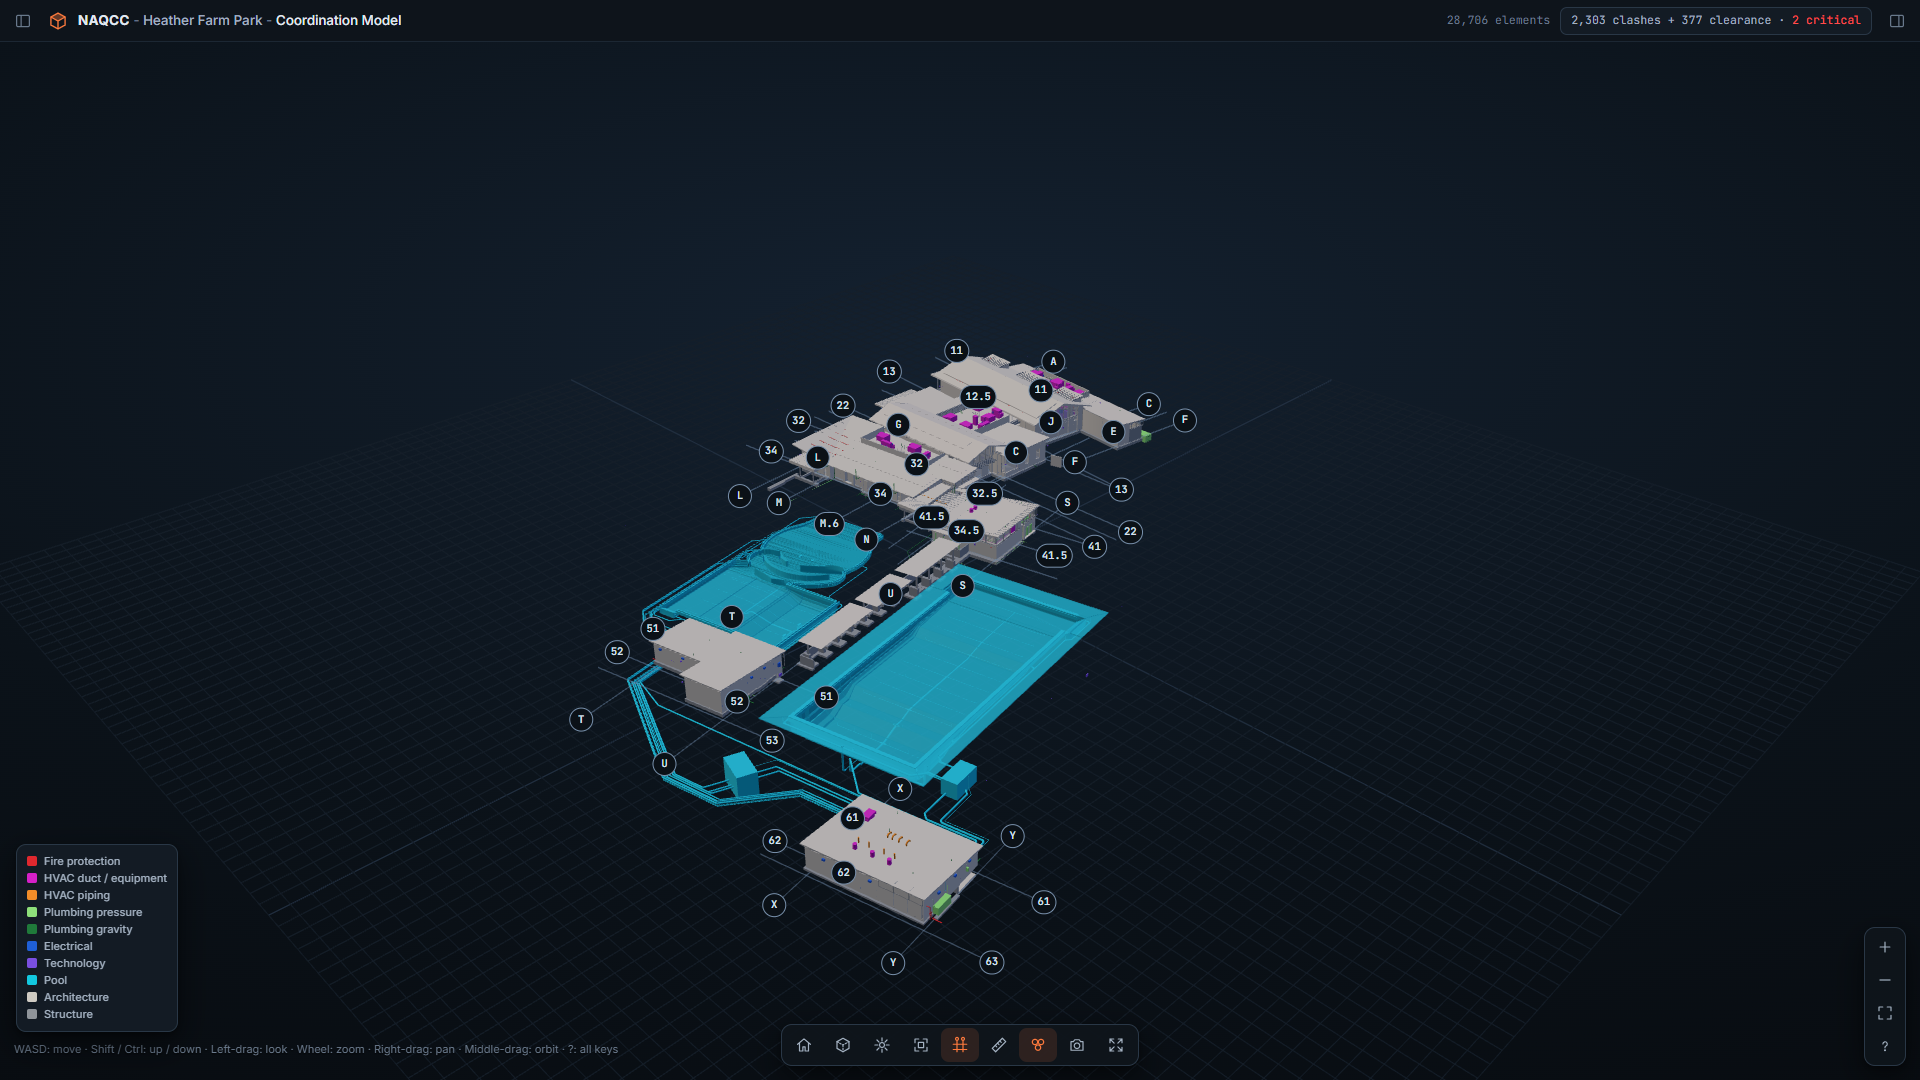 NAQCC - Heather Farm Park - Coordination Model
28,706 elements
2,303 clashes + 377 clearance · 2 critical
11
A
13
12.5
11
22
C
32
G
J
F
E
34
L
32
C
F
L
M
34
32.5
S
13
M.6
41.5
34.5
22
N
41.5
41
S
U
T
51
52
52
51
T
53
U
X
61
62
Y
62
X
61
Y
63
Fire protection
HVAC duct / equipment
HVAC piping
Plumbing pressure
Plumbing gravity
Electrical
Technology
Pool
Architecture
Structure
WASD: move · Shift / Ctrl: up / down · Left-drag: look · Wheel: zoom · Right-drag: pan · Middle-drag: orbit · ?: all keys
?